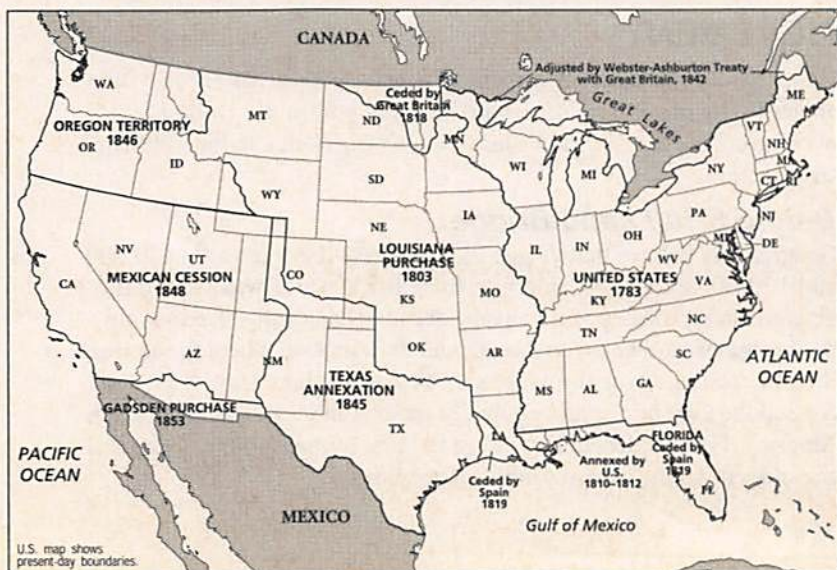 CANADA
Adjusted by Webster-Ashburton Treaty
with Great Britain, 1842
Great Lakes
Ceded by
Great Britain
1818
WA
OREGON TERRITORY
1846
OR
ID
MT
ND
MN
SD
WY
WI
MI
ME
VT
NH
MA
CT
RI
NY
NE
IA
LOUISIANA
PURCHASE
1803
IL
IN
OH
PA
NJ
MD
DE
WV
VA
NV
UT
MEXICAN CESSION
1848
CA
CO
KS
MO
UNITED STATES
1783
KY
TN
NC
SC
ATLANTIC
OCEAN
AZ
NM
OK
AR
TEXAS
ANNEXATION
1845
TX
MS
AL
GA
LA
GADSDEN PURCHASE
1853
PACIFIC
OCEAN
Ceded by
Spain
1819
Annexed by
U.S.
1810–1812
FLORIDA
Ceded by
Spain
1819
FL
MEXICO
Gulf of Mexico
U.S. map shows
present-day boundaries.